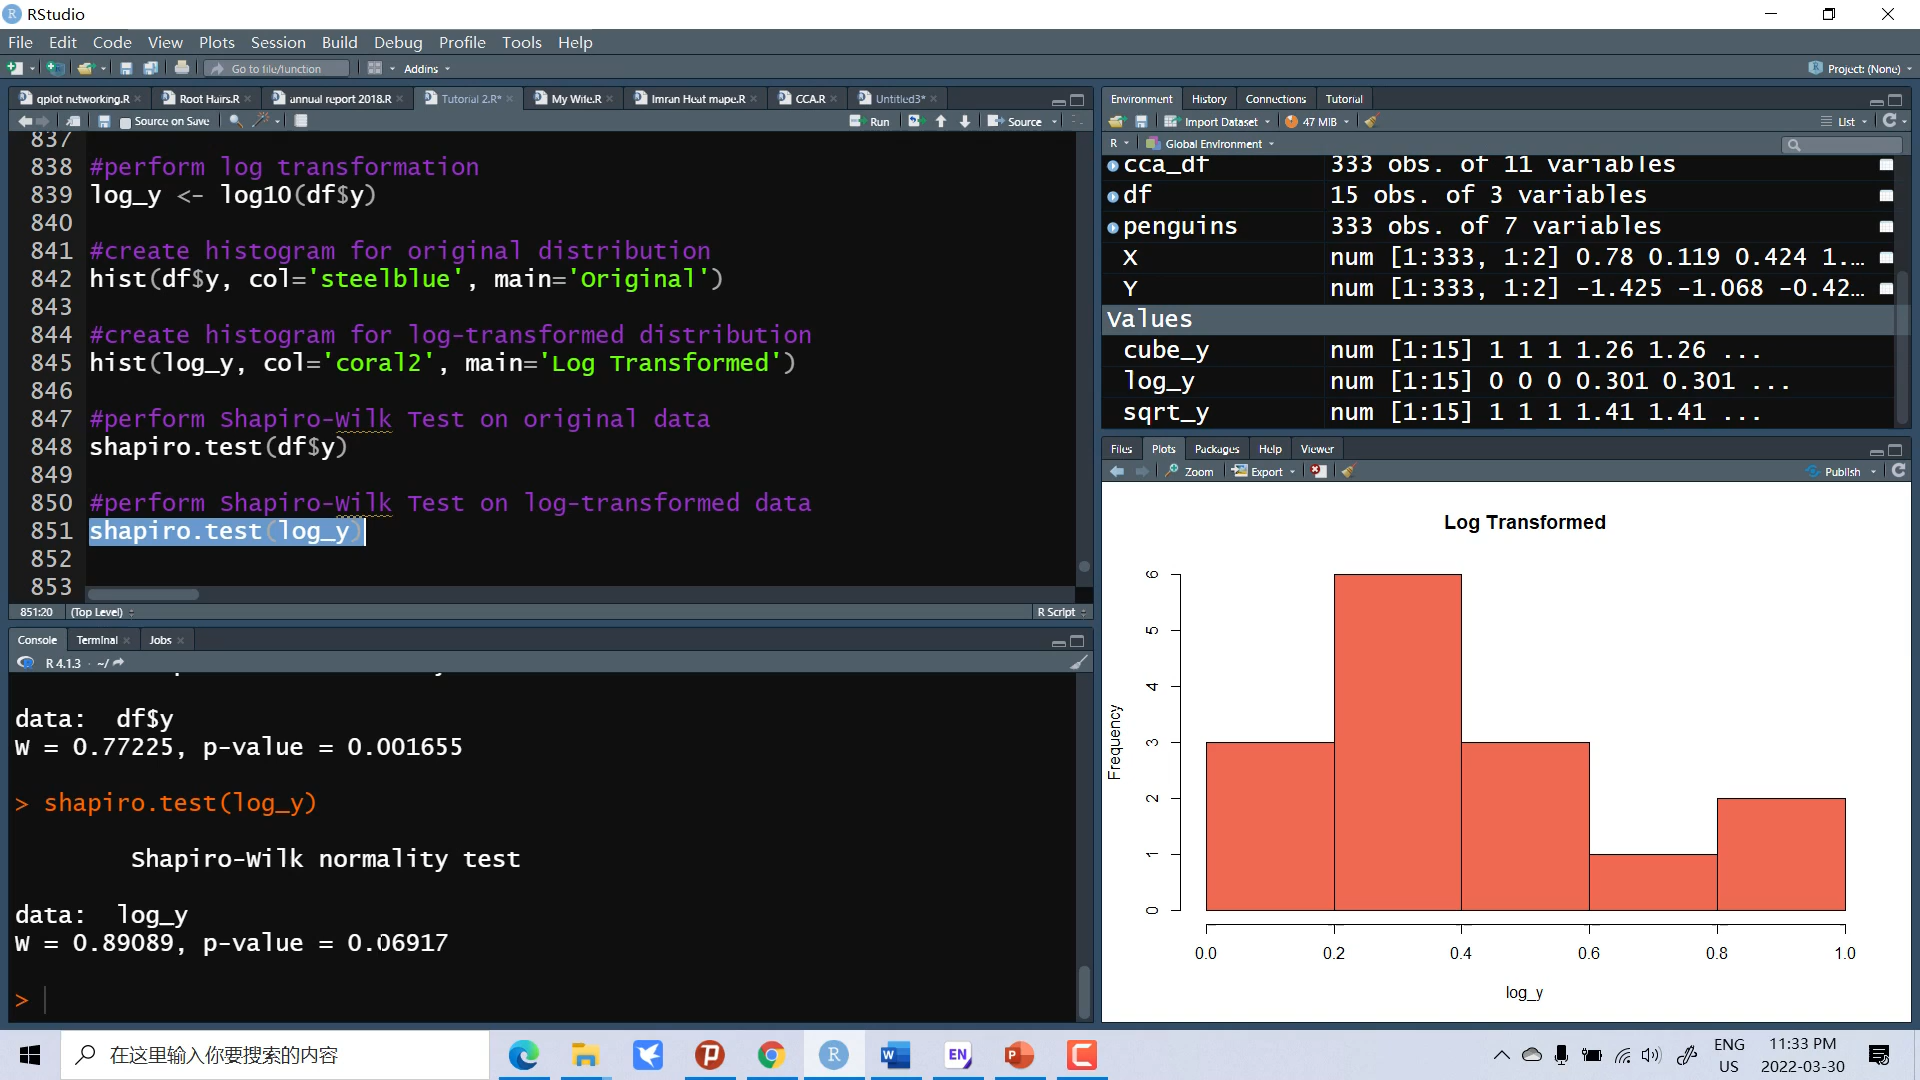 RStudio
File Edit Code View Plots Session Build Debug Profile Tools Help
Go to file/function Addins Project: (None)
qplot networking.R Root Hairs.R annual report 2018.R Tutorial 2.R* My Wife.R Imran Heat mape.R CCA.R Untitled3*
Source on Save Run Source
837
838 #perform log transformation
839 log_y <- log10(df$y)
840
841 #create histogram for original distribution
842 hist(df$y, col='steelblue', main='Original')
843
844 #create histogram for log-transformed distribution
845 hist(log_y, col='coral2', main='Log Transformed')
846
847 #perform Shapiro-Wilk Test on original data
848 shapiro.test(df$y)
849
850 #perform Shapiro-Wilk Test on log-transformed data
851 shapiro.test(log_y)
852
853
851:20 (Top Level) R Script
Console Terminal Jobs
R 4.1.3 · ~/
data: df$y
W = 0.77225, p-value = 0.001655
> shapiro.test(log_y)
Shapiro-Wilk normality test
data: log_y
W = 0.89089, p-value = 0.06917
>
Environment History Connections Tutorial
Import Dataset 47 MiB List
R Global Environment
cca_df 333 obs. of 11 variables
df 15 obs. of 3 variables
penguins 333 obs. of 7 variables
X num [1:333, 1:2] 0.78 0.119 0.424 1.…
Y num [1:333, 1:2] -1.425 -1.068 -0.42…
Values
cube_y num [1:15] 1 1 1 1.26 1.26 ...
log_y num [1:15] 0 0 0 0.301 0.301 ...
sqrt_y num [1:15] 1 1 1 1.41 1.41 ...
Files Plots Packages Help Viewer
Zoom Export Publish
Log Transformed
Frequency
6
5
4
3
2
1
0
0.0 0.2 0.4 0.6 0.8 1.0
log_y
在这里输入你要搜索的内容
EN
ENG
US
11:33 PM
2022-03-30